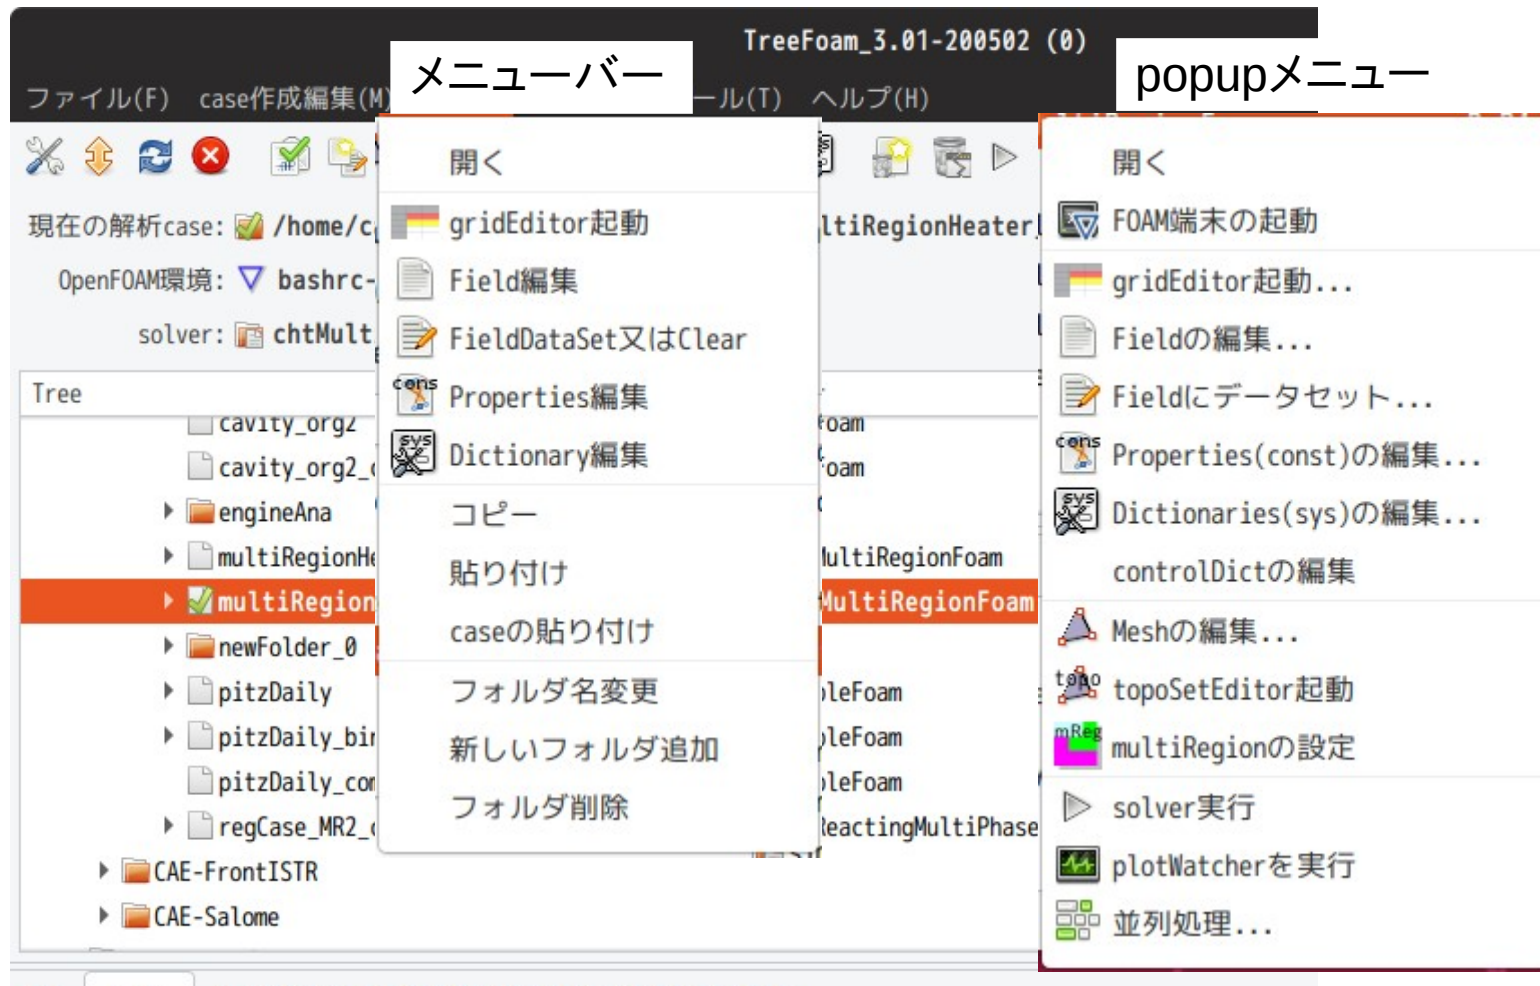 TreeFoam_3.01-200502 (0)
メニューバー
popupメニュー
ファイル(F) case作成編集(M) ール(T) ヘルプ(H)
現在の解析case: /home/c ltiRegionHeater
OpenFOAM環境: bashrc-
solver: chtMult
Tree
cavity_org2
cavity_org2_
engineAna
multiRegionHe
multiRegion
newFolder_0
pitzDaily
pitzDaily_bin
pitzDaily_com
regCase_MR2_
CAE-FrontISTR
CAE-Salome
開く
gridEditor起動
Field編集
FieldDataSet又はClear
cons Properties編集
sys Dictionary編集
コピー
貼り付け
caseの貼り付け
フォルダ名変更
新しいフォルダ追加
フォルダ削除
oam
oam
MultiRegionFoam
MultiRegionFoam
leFoam
leFoam
leFoam
ReactingMultiPhase
開く
FOAM端末の起動
gridEditor起動...
Fieldの編集...
Fieldにデータセット...
cons Properties(const)の編集...
sys Dictionaries(sys)の編集...
controlDictの編集
Meshの編集...
topo topoSetEditor起動
mReg multiRegionの設定
solver実行
plotWatcherを実行
並列処理...